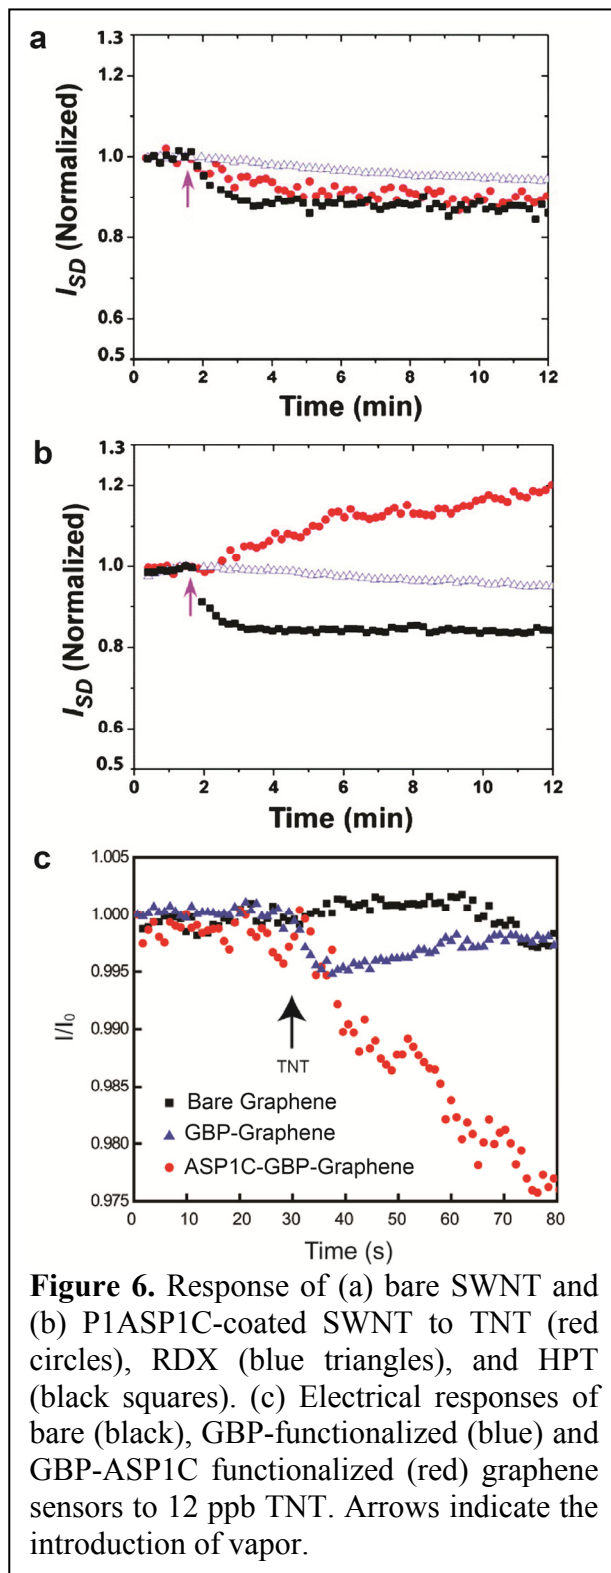 a
1.3
1.2
1.0
0.8
0.6
0.5
I_SD (Normalized)
0 2 4 6 8 10 12
Time (min)
b
1.3
1.2
1.0
0.8
0.6
0.5
I_SD (Normalized)
0 2 4 6 8 10 12
Time (min)
c
1.005
1.000
0.995
0.990
0.985
0.980
0.975
I/I₀
TNT
Bare Graphene
GBP-Graphene
ASP1C-GBP-Graphene
0 10 20 30 40 50 60 70 80
Time (s)
Figure 6. Response of (a) bare SWNT and
(b) P1ASP1C-coated SWNT to TNT (red
circles), RDX (blue triangles), and HPT
(black squares). (c) Electrical responses of
bare (black), GBP-functionalized (blue) and
GBP-ASP1C functionalized (red) graphene
sensors to 12 ppb TNT. Arrows indicate the
introduction of vapor.